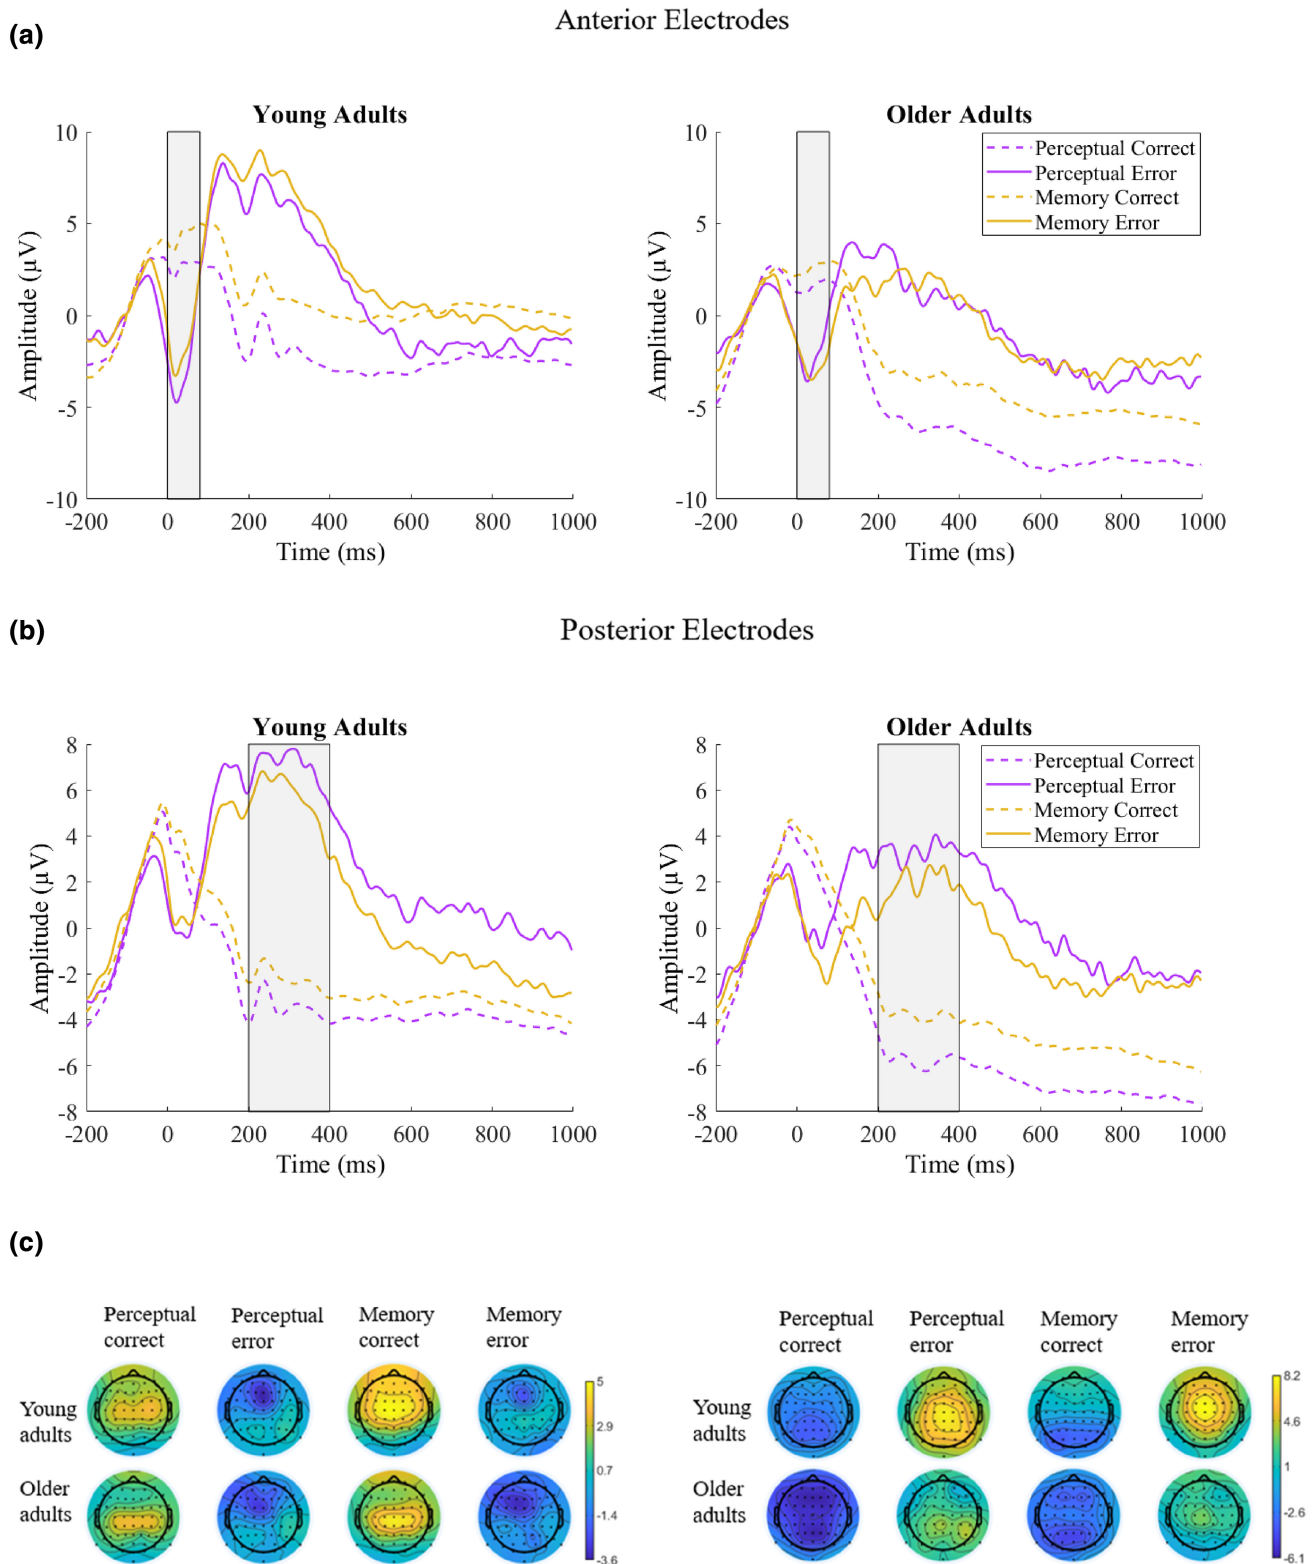 (a)
Anterior Electrodes
Young Adults
Older Adults
10
5
0
-5
-10
Amplitude (μV)
-200 0 200 400 600 800 1000
Time (ms)
10
5
0
-5
-10
Amplitude (μV)
-200 0 200 400 600 800 1000
Time (ms)
Perceptual Correct
Perceptual Error
Memory Correct
Memory Error
(b)
Posterior Electrodes
Young Adults
Older Adults
8
6
4
2
0
-2
-4
-6
-8
Amplitude (μV)
-200 0 200 400 600 800 1000
Time (ms)
8
6
4
2
0
-2
-4
-6
-8
Amplitude (μV)
-200 0 200 400 600 800 1000
Time (ms)
Perceptual Correct
Perceptual Error
Memory Correct
Memory Error
(c)
Perceptual correct
Perceptual error
Memory correct
Memory error
Young adults
Older adults
5
2.9
0.7
-1.4
-3.6
Perceptual correct
Perceptual error
Memory correct
Memory error
Young adults
Older adults
8.2
4.6
1
-2.6
-6.1